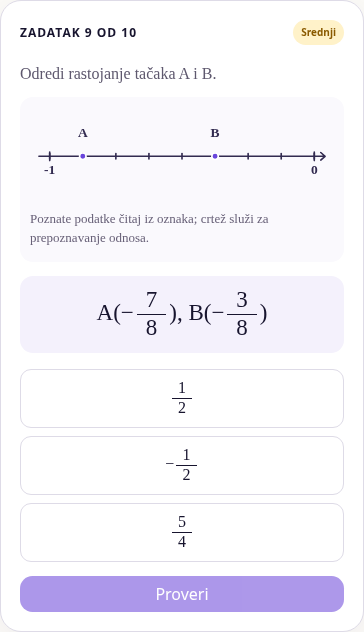 ZADATAK 9 OD 10
Srednji
Odredi rastojanje tačaka A i B.
A B
-1 0
Poznate podatke čitaj iz oznaka; crtež služi za
prepoznavanje odnosa.
A(−7/8), B(−3/8)
1/2
−1/2
5/4
Proveri